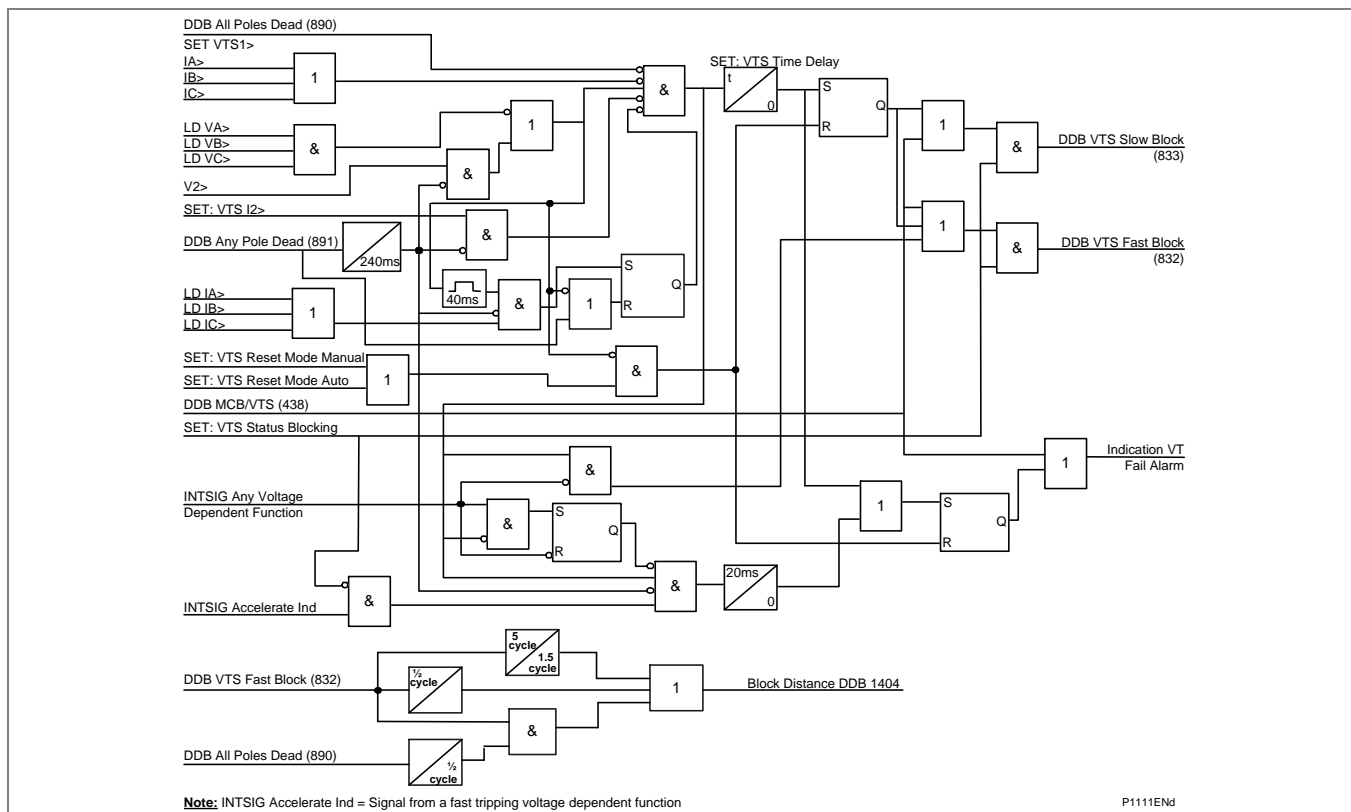 DDB All Poles Dead (890)
SET VTS1>
IA>
IB>
IC>
1
&
SET: VTS Time Delay
t
0
S
Q
R
1
&
DDB VTS Slow Block
(833)
LD VA>
LD VB>
LD VC>
&
1
V2>
&
SET: VTS I2>
&
1
&
DDB VTS Fast Block
(832)
DDB Any Pole Dead (891)
240ms
40ms
&
1
S
Q
R
LD IA>
LD IB>
LD IC>
1
SET: VTS Reset Mode Manual
SET: VTS Reset Mode Auto
1
&
DDB MCB/VTS (438)
SET: VTS Status Blocking
1
Indication VT
Fail Alarm
&
INTSIG Any Voltage
Dependent Function
&
S
Q
R
1
S
Q
R
&
20ms
0
INTSIG Accelerate Ind
&
5
cycle
1.5
cycle
DDB VTS Fast Block (832)
½
cycle
1
Block Distance DDB 1404
&
DDB All Poles Dead (890)
½
cycle
Note: INTSIG Accelerate Ind = Signal from a fast tripping voltage dependent function
P1111ENd